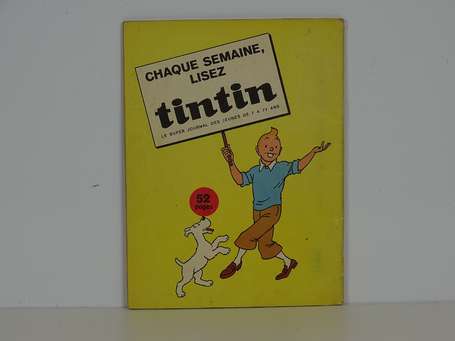 CHAQUE SEMAINE,
LISEZ
tintin
LE SUPER JOURNAL DES JEUNES DE 7 A 77 ANS
52
pages